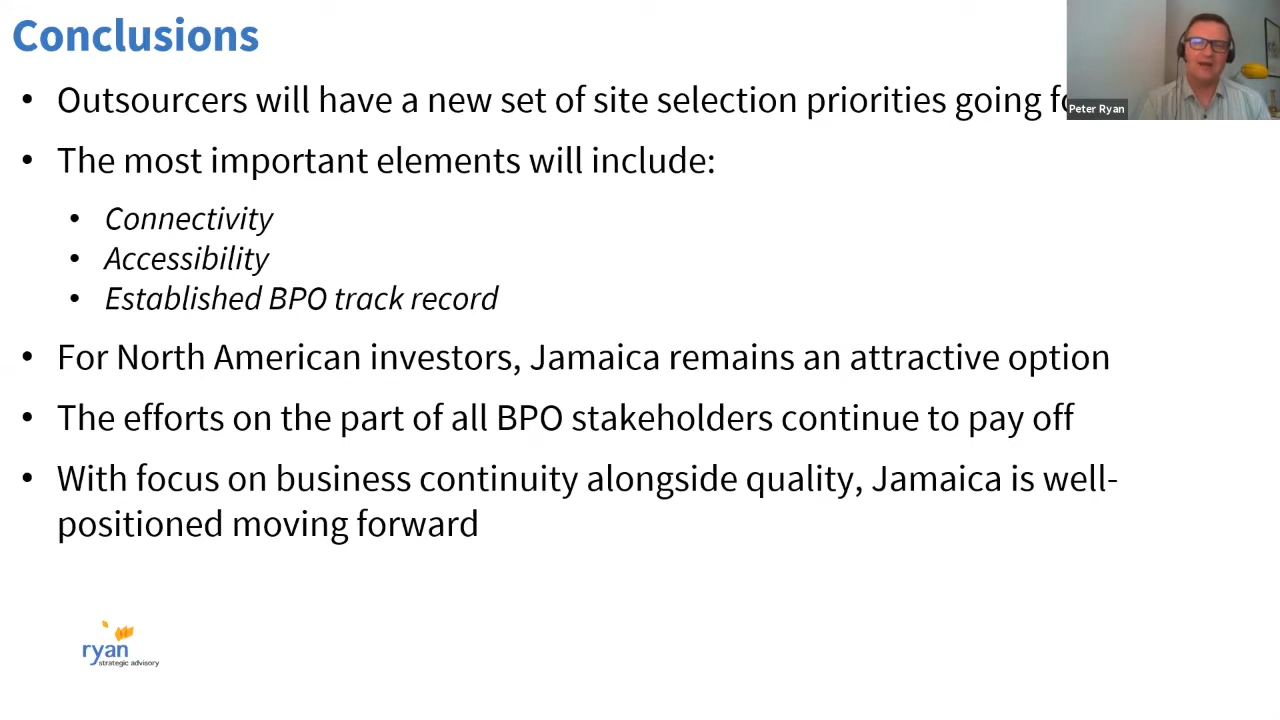 Conclusions
• Outsourcers will have a new set of site selection priorities going
Peter Ryan
• The most important elements will include:
• Connectivity
• Accessibility
• Established BPO track record
• For North American investors, Jamaica remains an attractive option
• The efforts on the part of all BPO stakeholders continue to pay off
• With focus on business continuity alongside quality, Jamaica is well-
positioned moving forward
ryan
strategic advisory